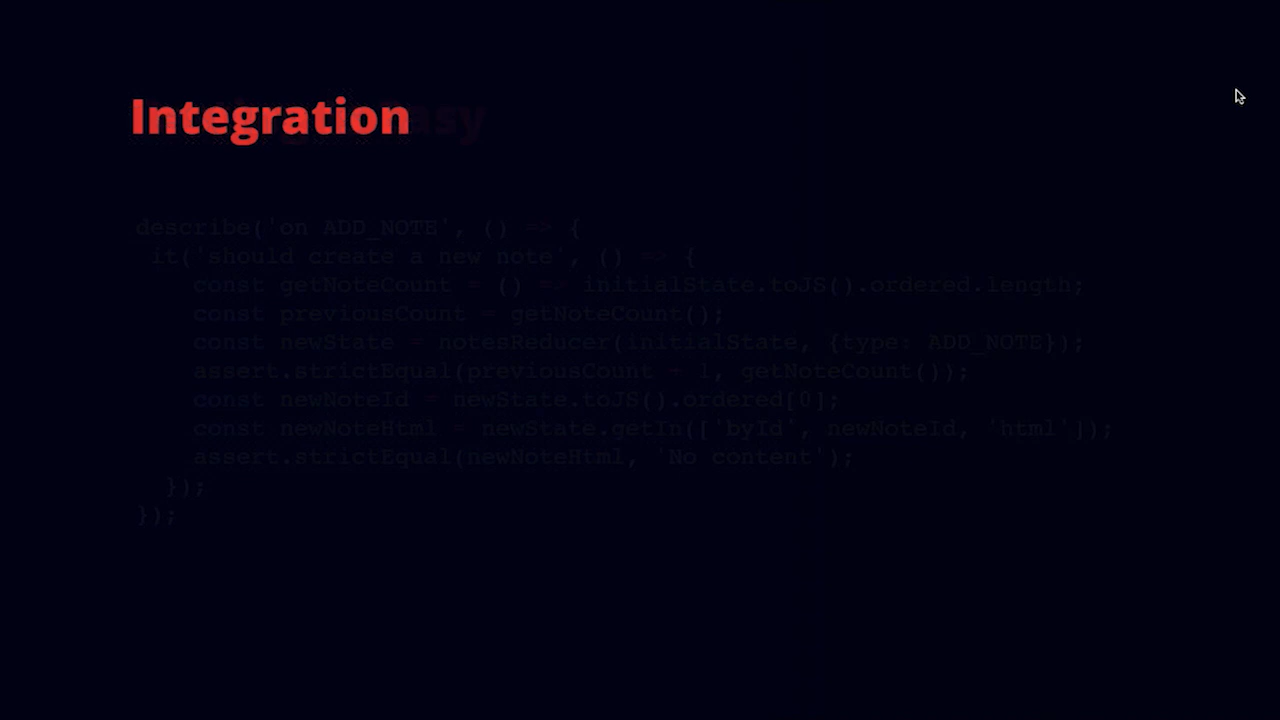 Integration
describe('on ADD_NOTE', () => {
it('should create a new note', () => {
const getNoteCount = () => initialState.toJS().ordered.length;
const previousCount = getNoteCount();
const newState = notesReducer(initialState, {type: ADD_NOTE});
assert.strictEqual(previousCount + 1, getNoteCount());
const newNoteId = newState.toJS().ordered[0];
const newNoteHtml = newState.getIn(['byId', newNoteId, 'html']);
assert.strictEqual(newNoteHtml, 'No content');
});
});